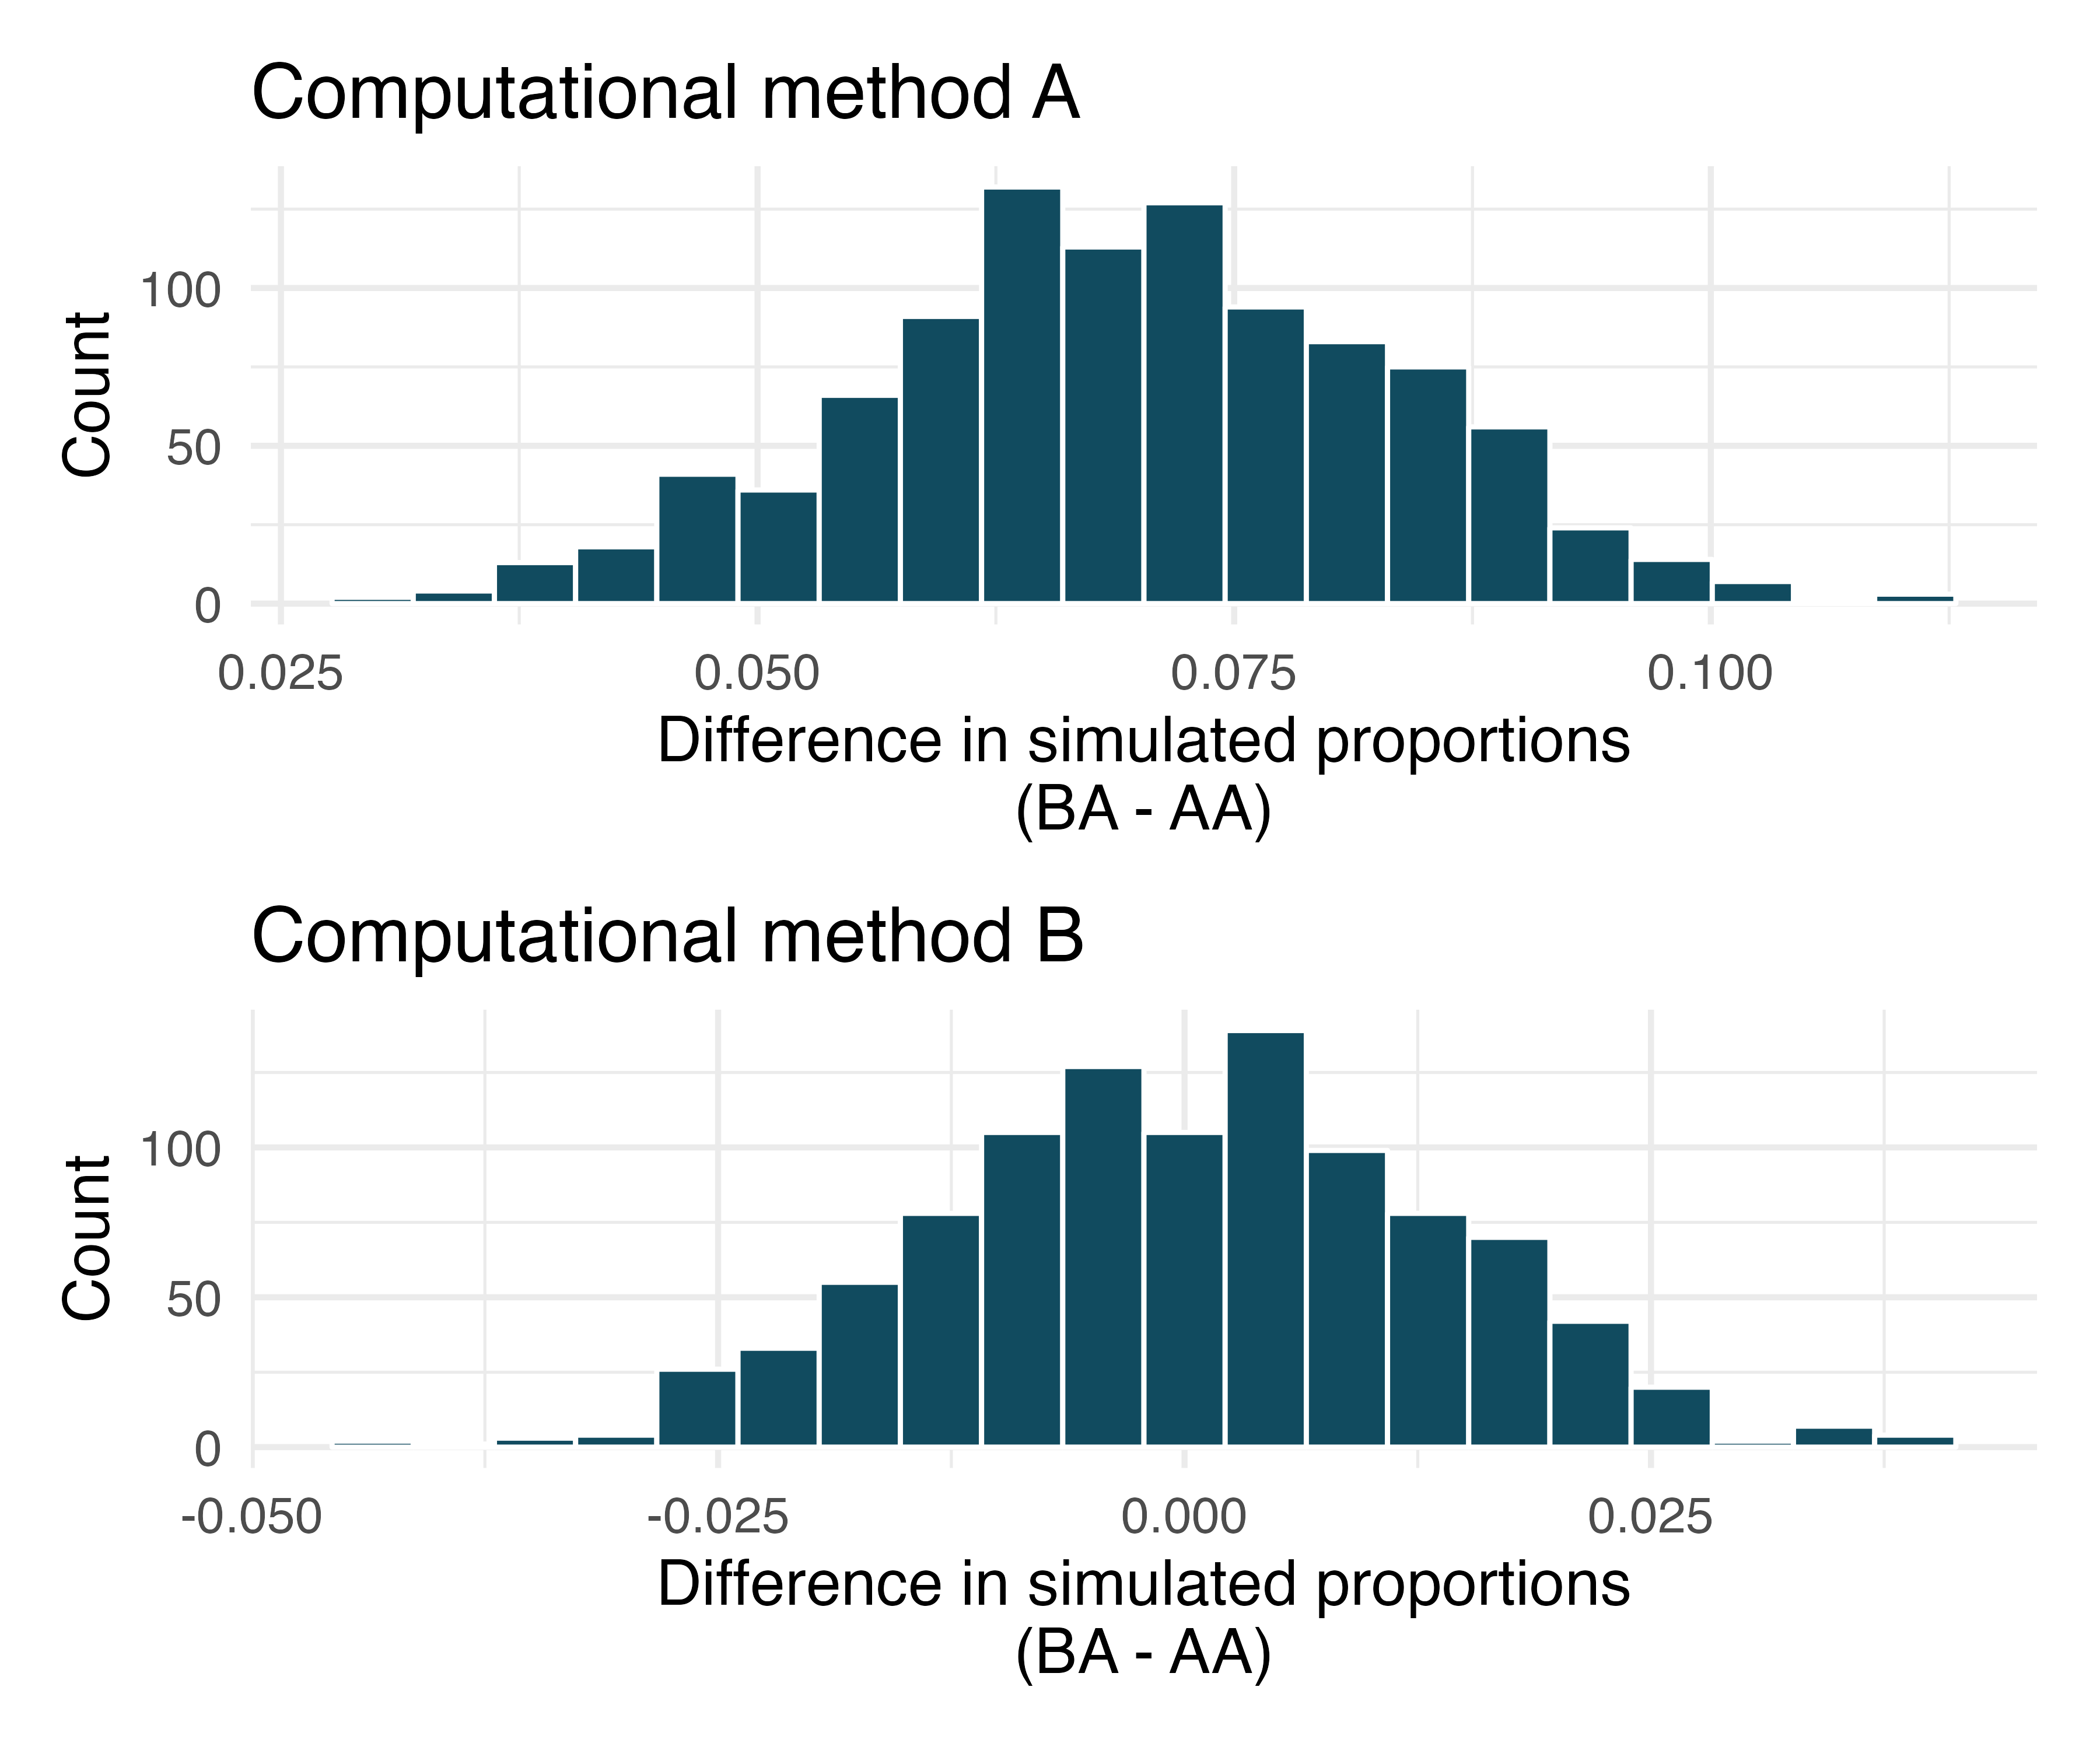 Computational method A
Count
100
50
0
0.025 0.050 0.075 0.100
Difference in simulated proportions
(BA - AA)
Computational method B
Count
100
50
0
-0.050 -0.025 0.000 0.025
Difference in simulated proportions
(BA - AA)